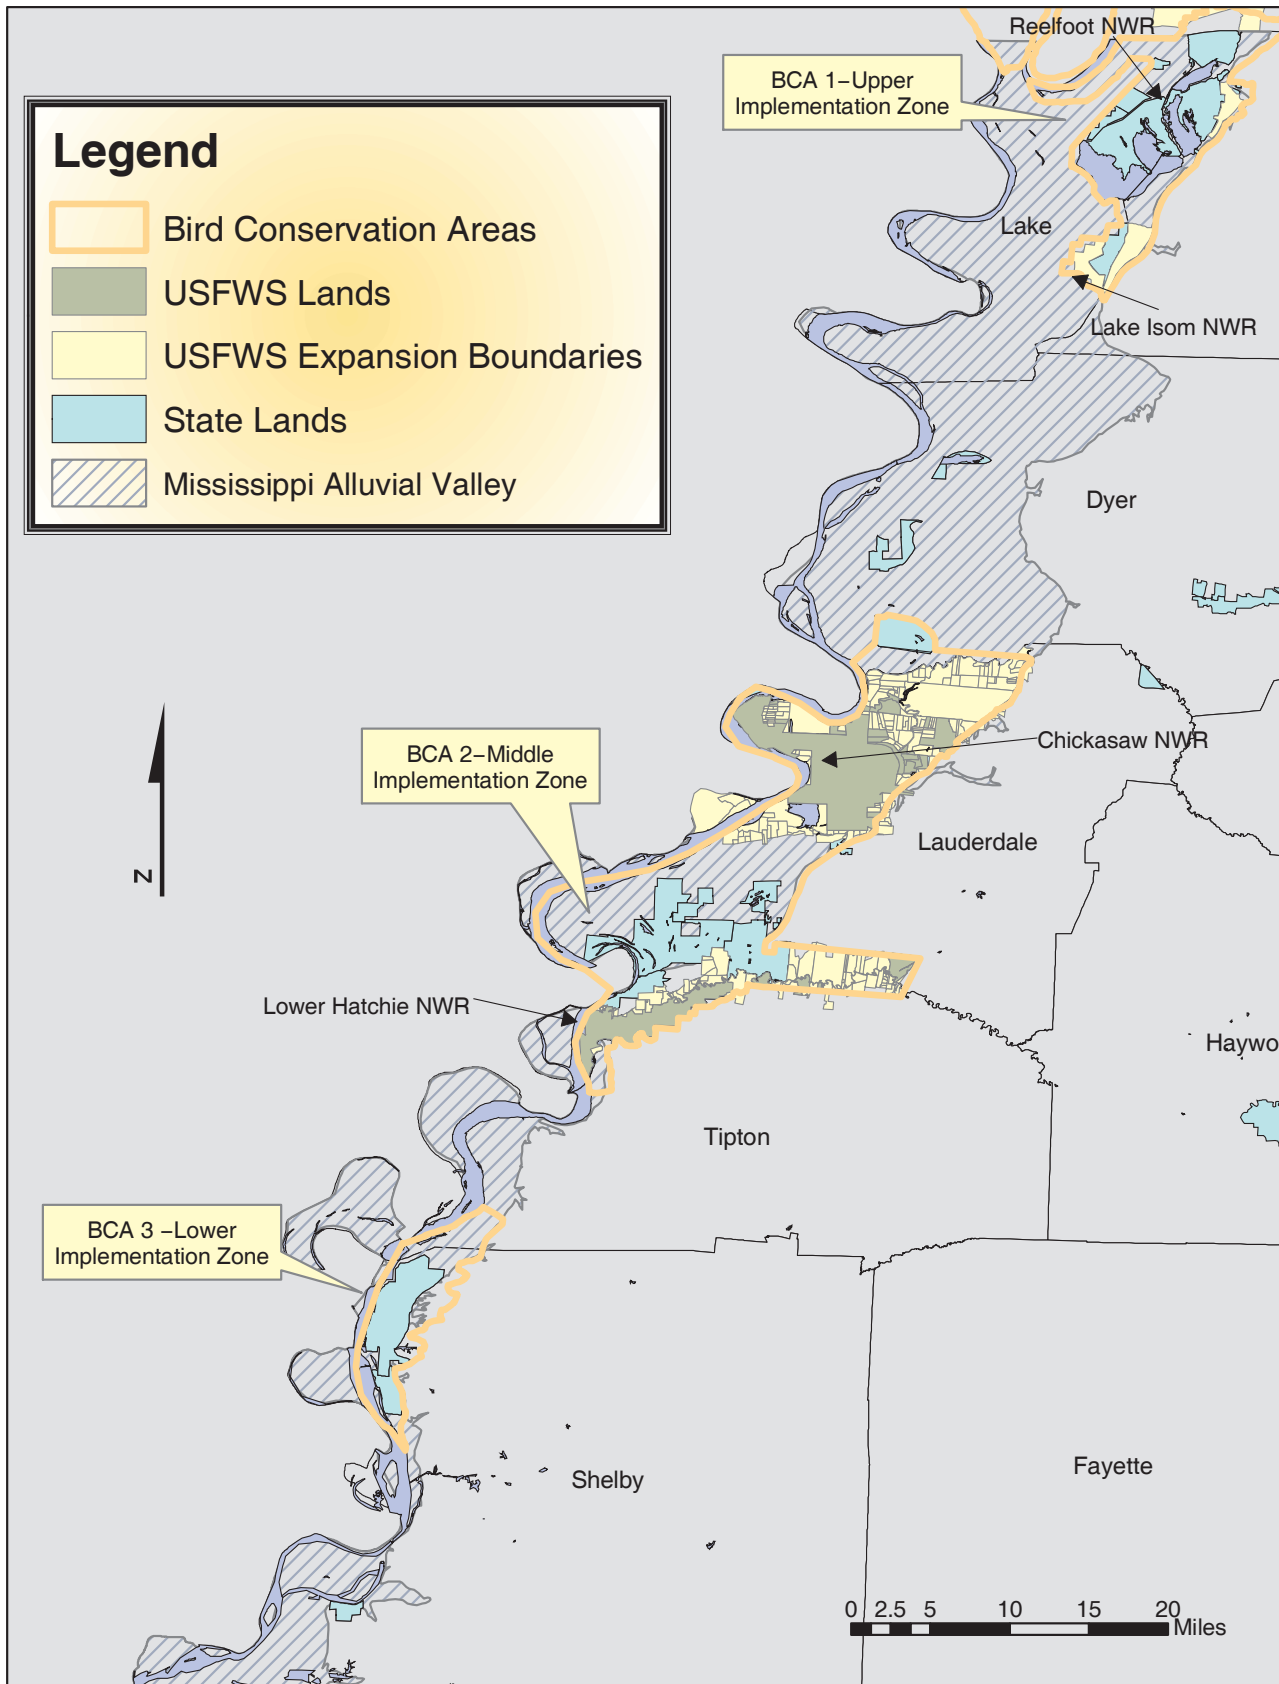 Reelfoot NWR
BCA 1–Upper
Implementation Zone
Legend
Bird Conservation Areas
USFWS Lands
USFWS Expansion Boundaries
State Lands
Mississippi Alluvial Valley
Lake
Lake Isom NWR
Dyer
BCA 2–Middle
Implementation Zone
Chickasaw NWR
Lauderdale
N
Lower Hatchie NWR
Haywo
Tipton
BCA 3 –Lower
Implementation Zone
Shelby
Fayette
0 2.5 5 10 15 20
Miles